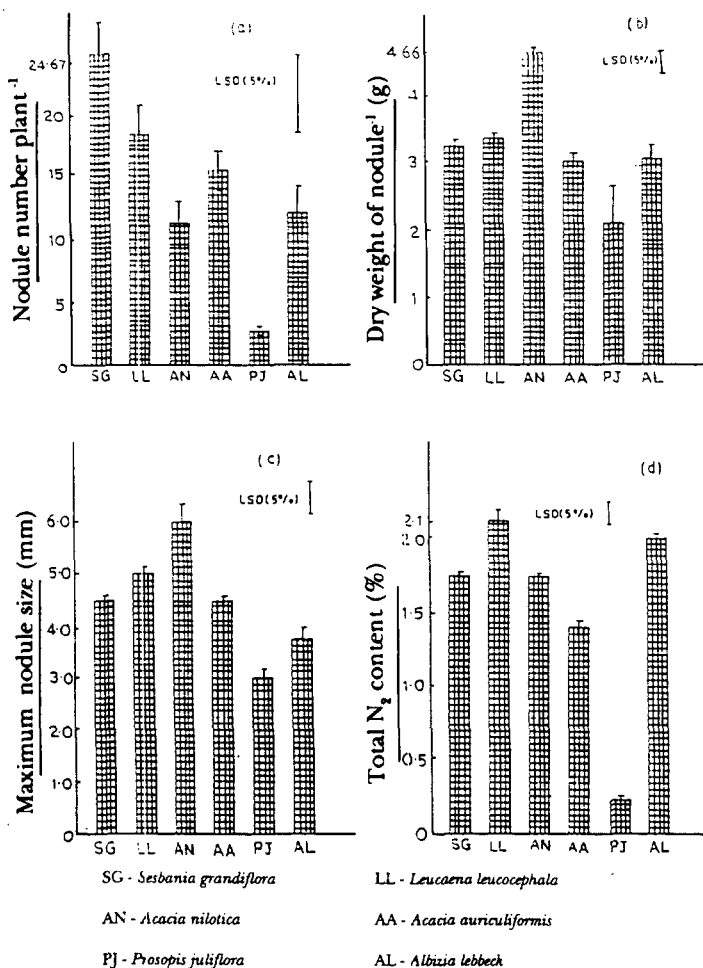 (a)
24·67
20
15
10
5
0
LSD(5%)
Nodule number plant⁻¹
SG LL AN AA PJ AL
(b)
4·66
4
3
2
1
0
LSD(5%)
Dry weight of nodule⁻¹ (g)
SG LL AN AA PJ AL
(c)
6·0
5·0
4·0
3·0
2·0
1·0
0
LSD(5%)
Maximum nodule size (mm)
SG LL AN AA PJ AL
(d)
2·1
2·0
1·5
1·0
0·5
0
LSD(5%)
Total N₂ content (%)
SG LL AN AA PJ AL
SG - Sesbania grandiflora LL - Leucaena leucocephala
AN - Acacia nilotica AA - Acacia auriculiformis
PJ - Prosopis juliflora AL - Albizia lebbeck